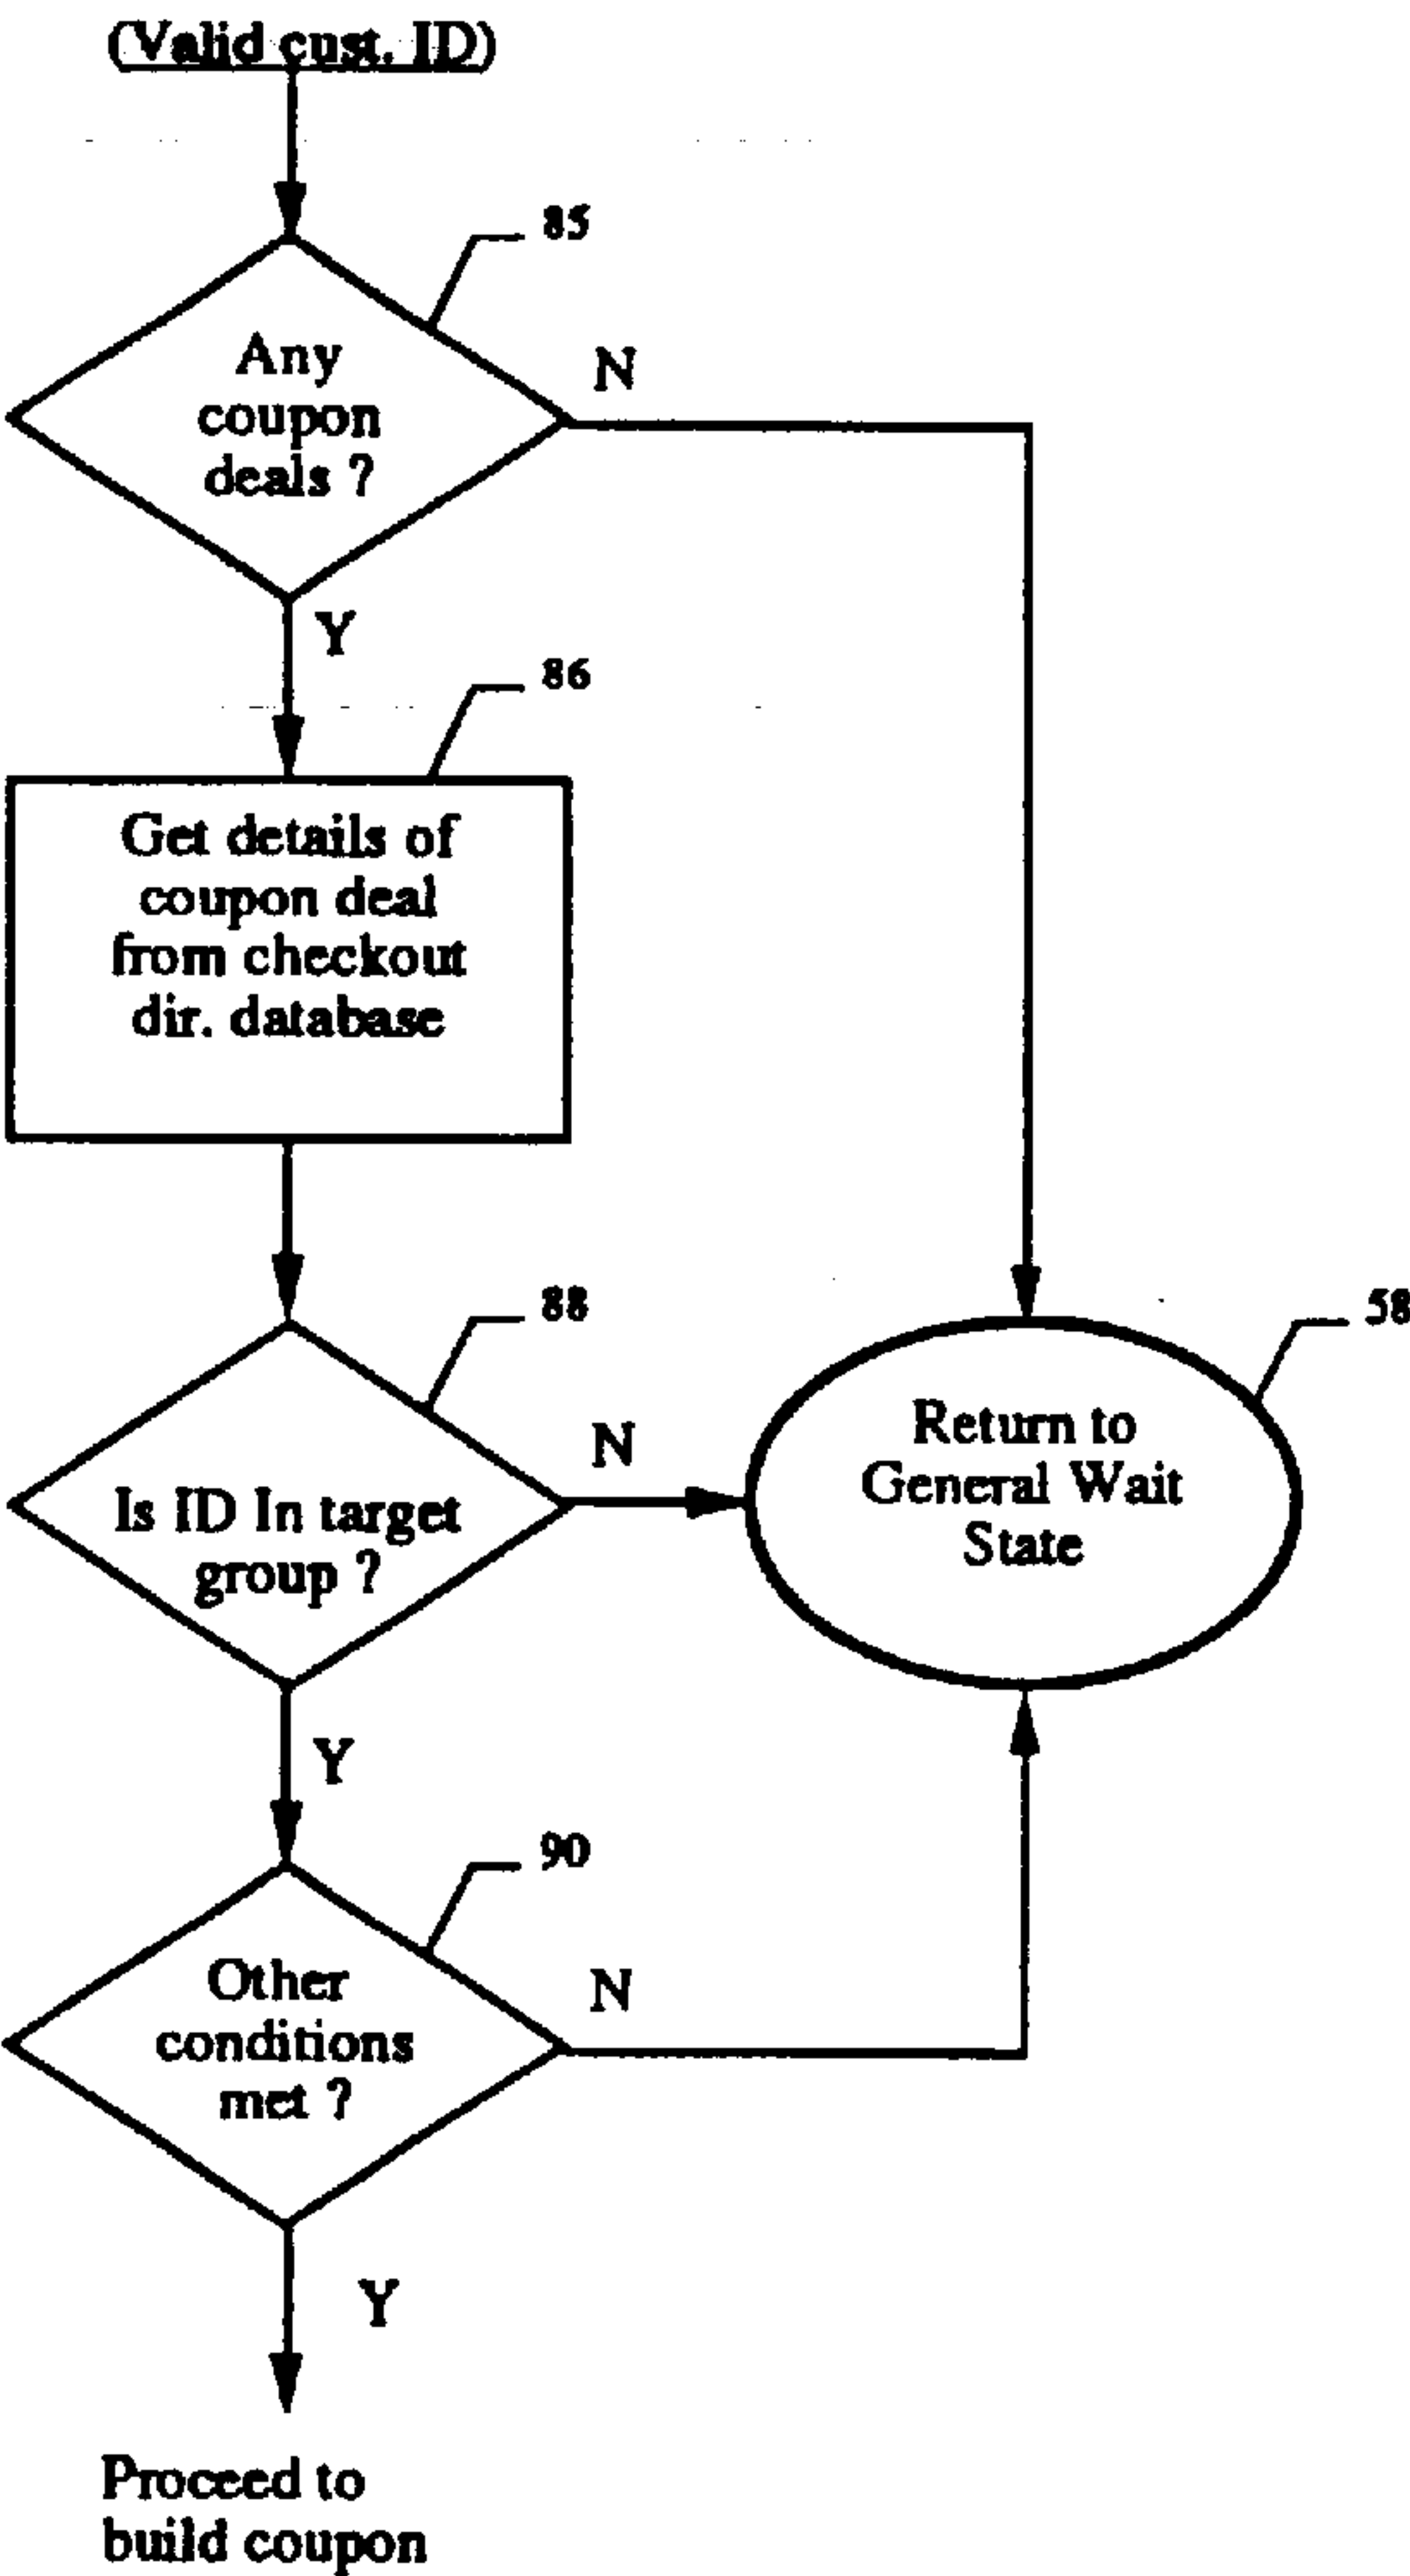 (Valid cust. ID)
85
Any
coupon
deals ?
N
Y
86
Get details of
coupon deal
from checkout
dir. database
88
Is ID In target
group ?
N
58
Return to
General Wait
State
Y
90
Other
conditions
met ?
N
Y
Proceed to
build coupon